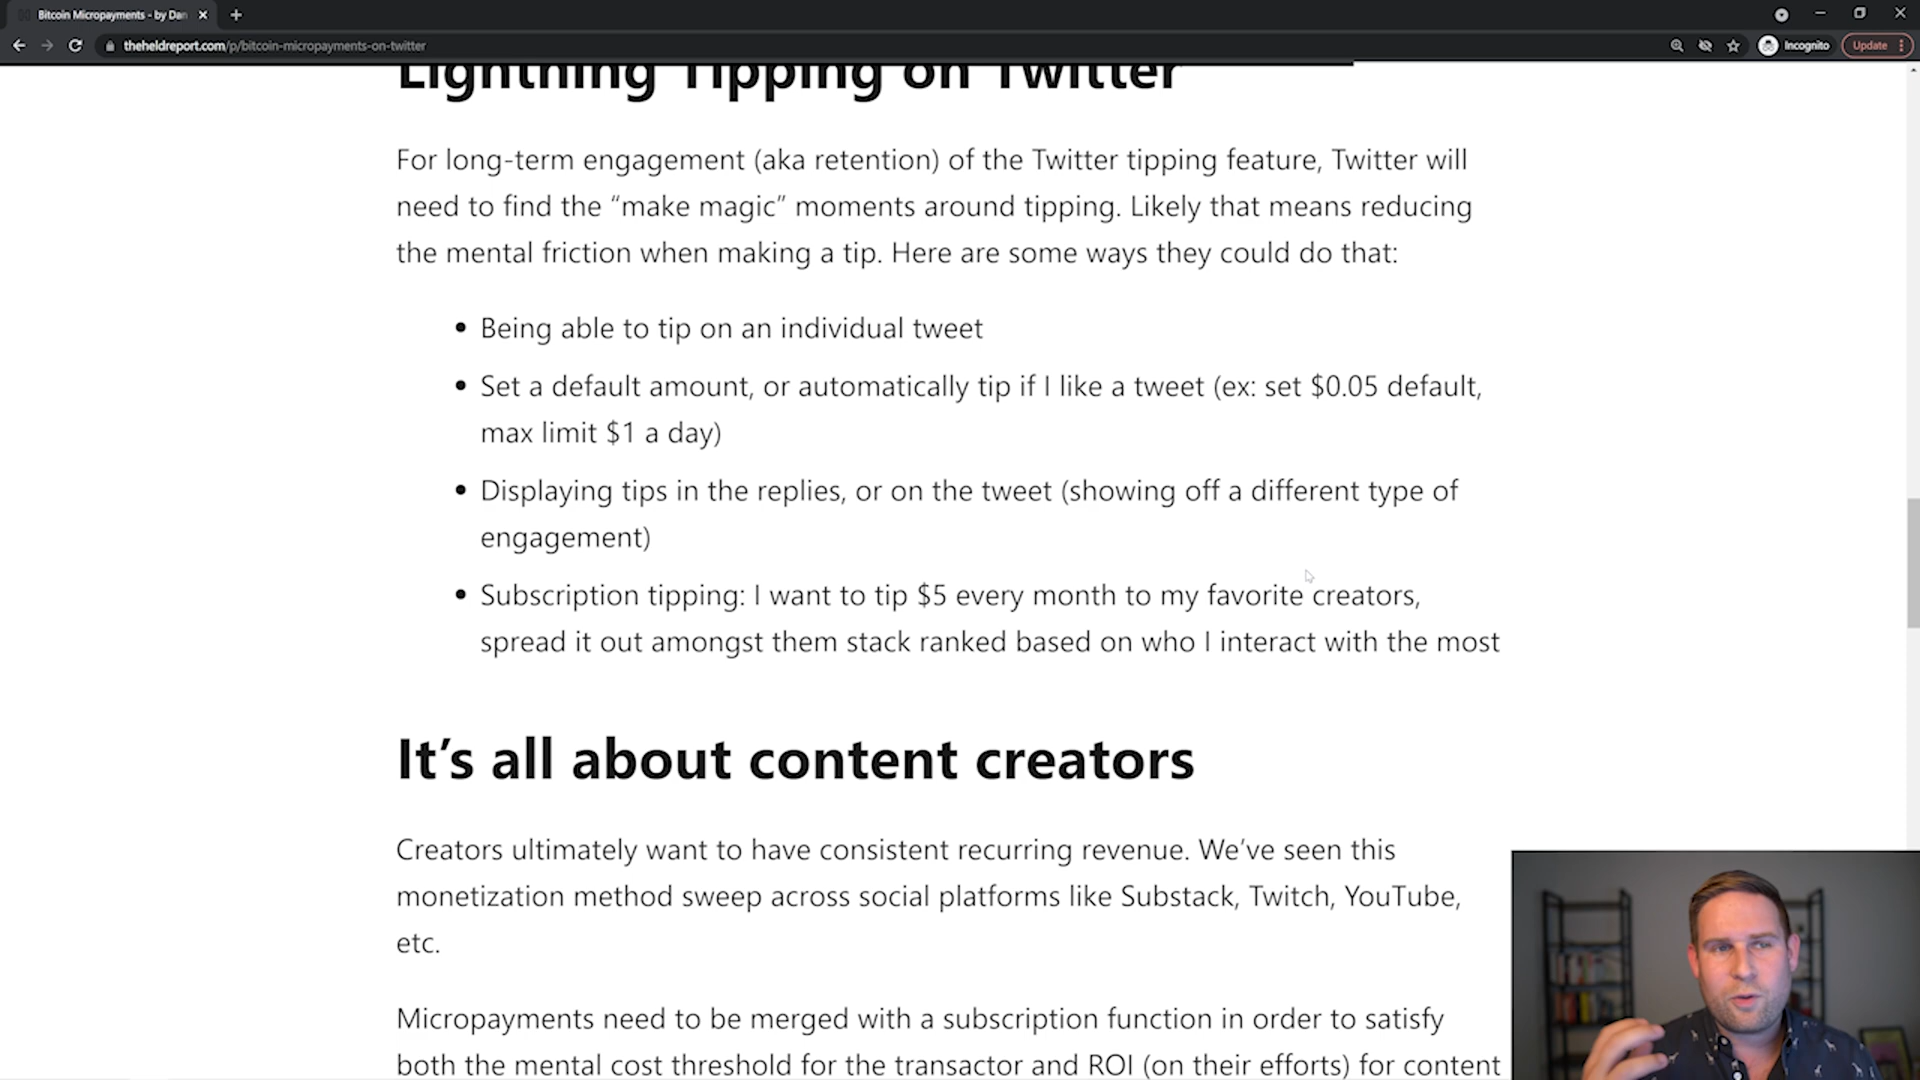 Bitcoin Micropayments - by Dan
theheldreport.com/p/bitcoin-micropayments-on-twitter
Incognito
Update
Lightning Tipping on Twitter
For long-term engagement (aka retention) of the Twitter tipping feature, Twitter will
need to find the “make magic” moments around tipping. Likely that means reducing
the mental friction when making a tip. Here are some ways they could do that:
• Being able to tip on an individual tweet
• Set a default amount, or automatically tip if I like a tweet (ex: set $0.05 default,
max limit $1 a day)
• Displaying tips in the replies, or on the tweet (showing off a different type of
engagement)
• Subscription tipping: I want to tip $5 every month to my favorite creators,
spread it out amongst them stack ranked based on who I interact with the most
It’s all about content creators
Creators ultimately want to have consistent recurring revenue. We’ve seen this
monetization method sweep across social platforms like Substack, Twitch, YouTube,
etc.
Micropayments need to be merged with a subscription function in order to satisfy
both the mental cost threshold for the transactor and ROI (on their efforts) for content